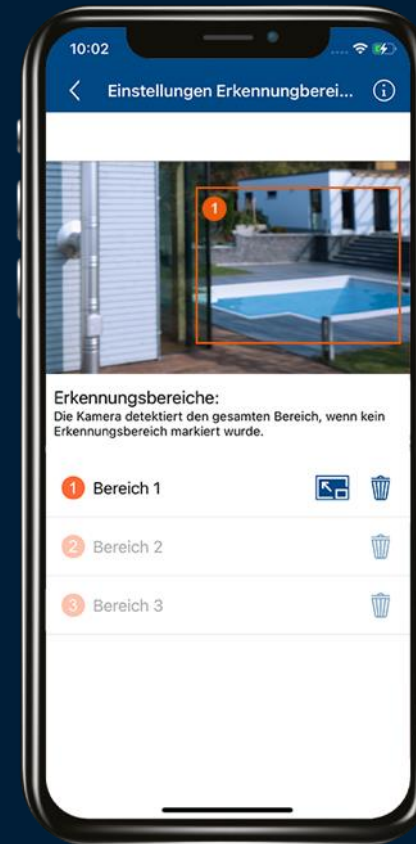 10:02
Einstellungen Erkennungberei...
1
Erkennungsbereiche:
Die Kamera detektiert den gesamten Bereich, wenn kein
Erkennungsbereich markiert wurde.
1 Bereich 1
2 Bereich 2
3 Bereich 3